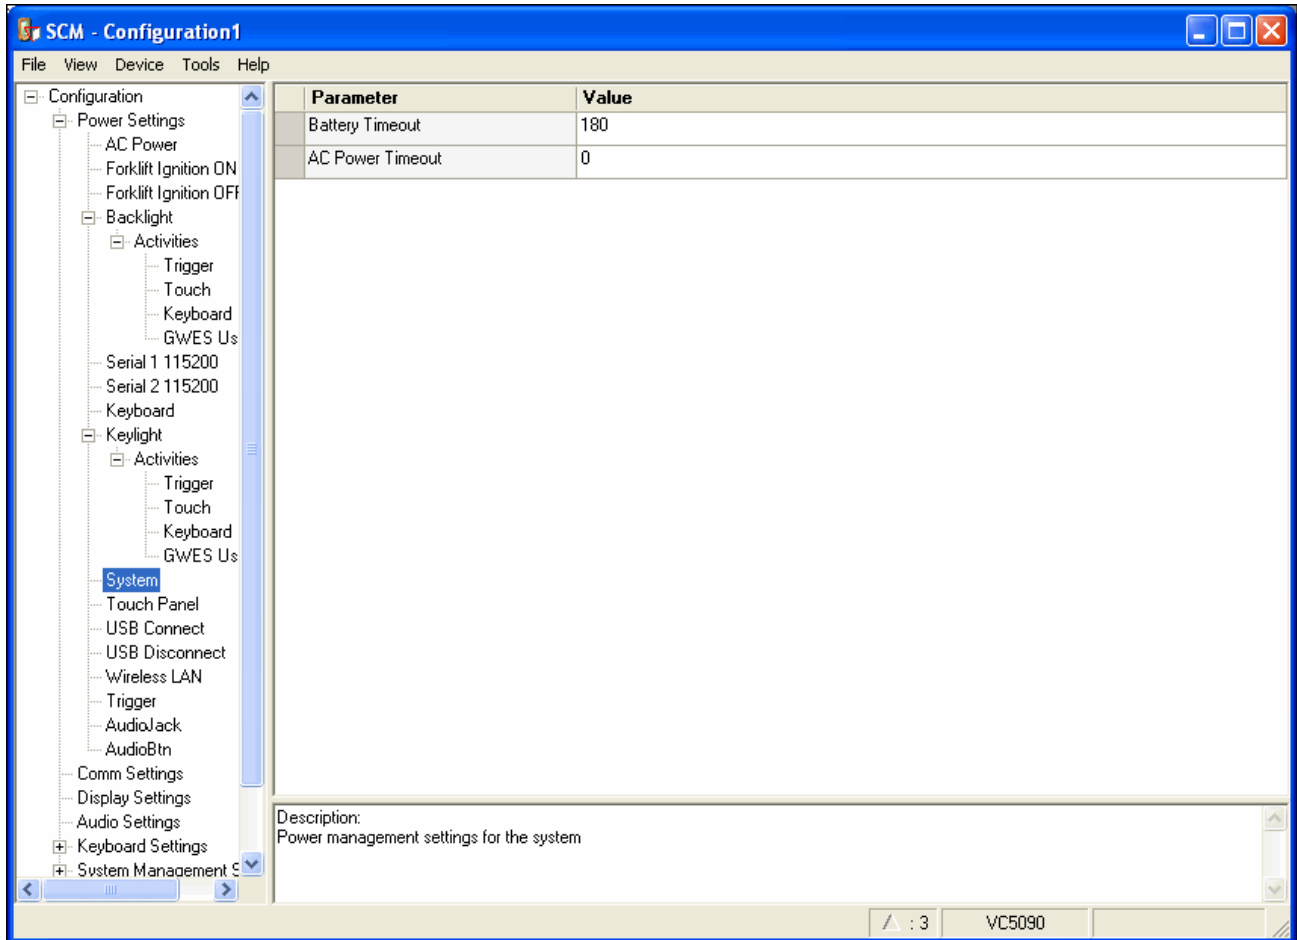 SCM - Configuration1
File View Device Tools Help
Configuration
Power Settings
AC Power
Forklift Ignition ON
Forklift Ignition OFF
Backlight
Activities
Trigger
Touch
Keyboard
GWES Us
Serial 1 115200
Serial 2 115200
Keyboard
Keylight
Activities
Trigger
Touch
Keyboard
GWES Us
System
Touch Panel
USB Connect
USB Disconnect
Wireless LAN
Trigger
AudioJack
AudioBtn
Comm Settings
Display Settings
Audio Settings
Keyboard Settings
System Management S
Parameter Value
Battery Timeout 180
AC Power Timeout 0
Description:
Power management settings for the system
: 3 VC5090